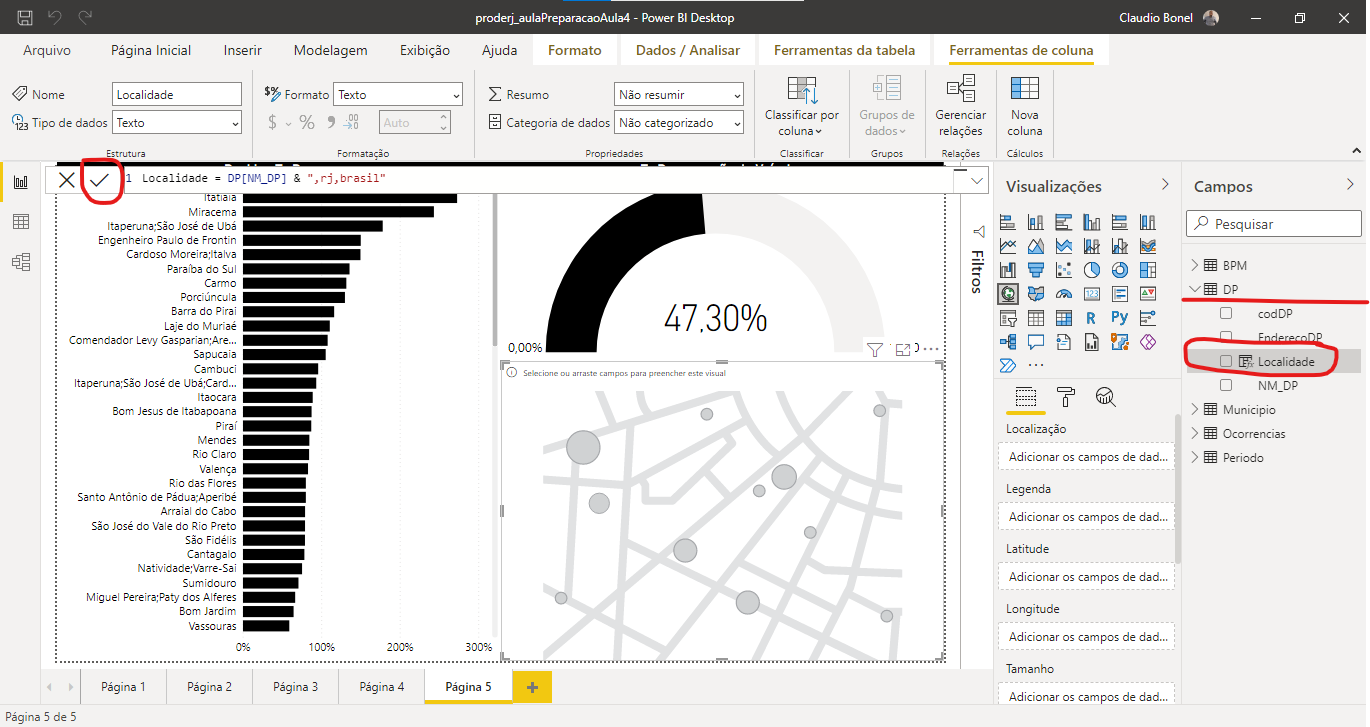 proderj_aulaPreparacaoAula4 - Power BI Desktop
Claudio Bonel
Arquivo
Página Inicial
Inserir
Modelagem
Exibição
Ajuda
Formato
Dados / Analisar
Ferramentas da tabela
Ferramentas de coluna
Nome
Localidade
Tipo de dados
Texto
Estrutura
Formato
Texto
$
%
Auto
Formatação
Resumo
Não resumir
Categoria de dados
Não categorizado
Propriedades
Classificar por
coluna
Classificar
Grupos de
dados
Grupos
Gerenciar
relações
Relações
Nova
coluna
Cálculos
1 Localidade = DP[NM_DP] & ",rj,brasil"
Itatiaia
Miracema
Itaperuna;São José de Ubá
Engenheiro Paulo de Frontin
Cardoso Moreira;Italva
Paraíba do Sul
Carmo
Porciúncula
Barra do Pirai
Laje do Muriaé
Comendador Levy Gasparian;Are...
Sapucaia
Cambuci
Itaperuna;São José de Ubá;Card...
Itaocara
Bom Jesus de Itabapoana
Piraí
Mendes
Rio Claro
Valença
Rio das Flores
Santo Antônio de Pádua;Aperibé
Arraial do Cabo
São José do Vale do Rio Preto
São Fidélis
Cantagalo
Natividade;Varre-Sai
Sumidouro
Miguel Pereira;Paty dos Alferes
Bom Jardim
Vassouras
0%
100%
200%
300%
47,30%
0,00%
Selecione ou arraste campos para preencher este visual
Filtros
Visualizações
R
Py
123
Localização
Adicionar os campos de dad...
Legenda
Adicionar os campos de dad...
Latitude
Adicionar os campos de dad...
Longitude
Adicionar os campos de dad...
Tamanho
Adicionar os campos de dad...
Campos
Pesquisar
BPM
DP
codDP
EnderecoDP
Localidade
NM_DP
Municipio
Ocorrencias
Periodo
Página 1
Página 2
Página 3
Página 4
Página 5
Página 5 de 5